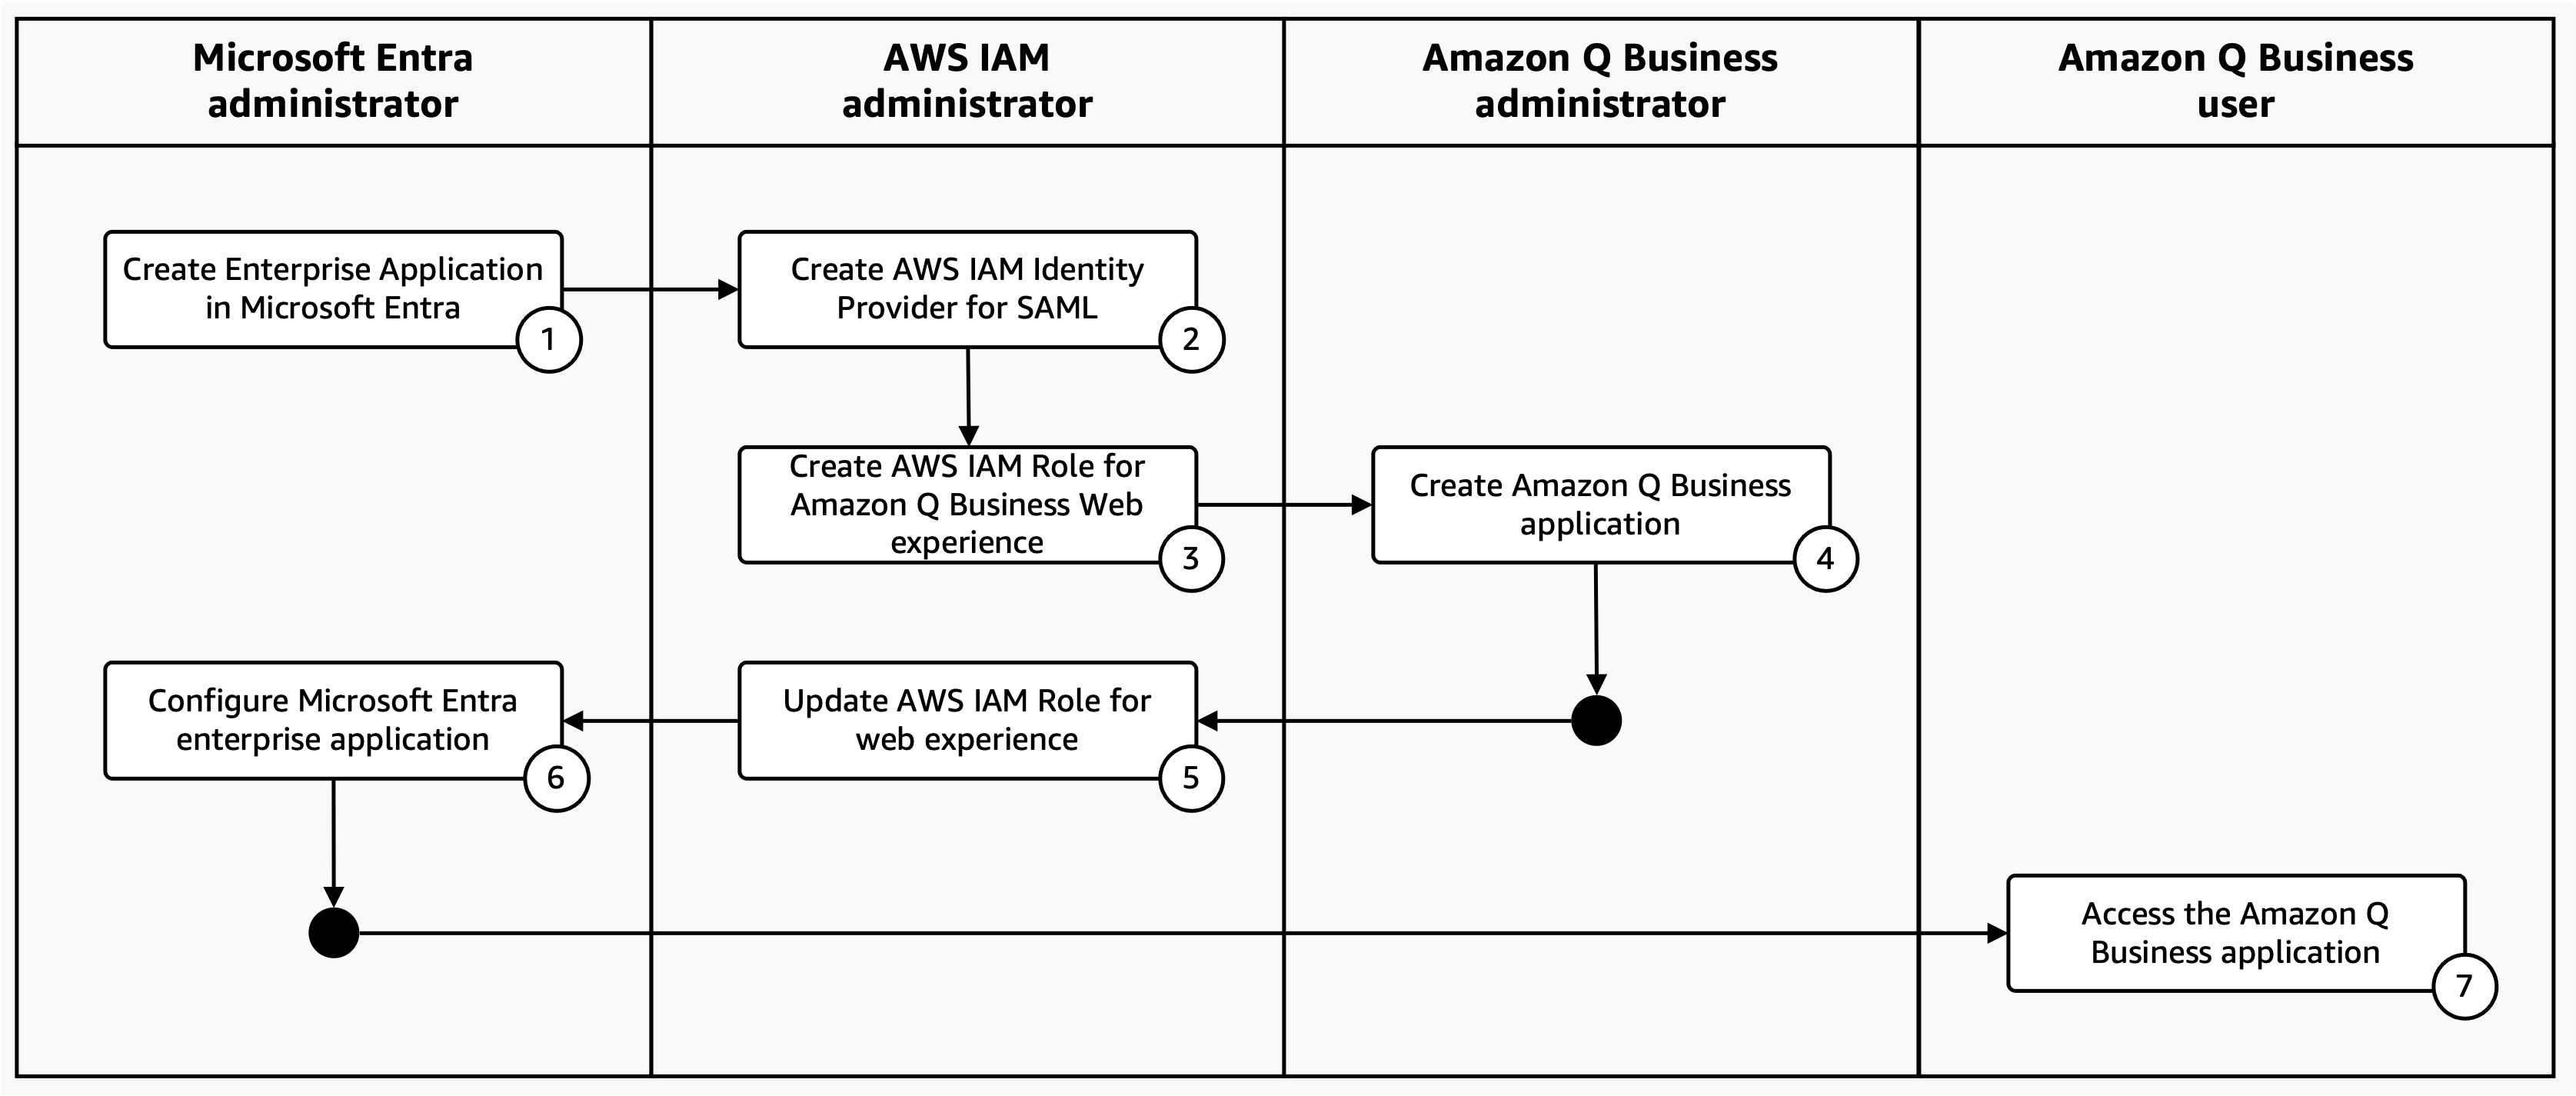 Microsoft Entra
administrator
AWS IAM
administrator
Amazon Q Business
administrator
Amazon Q Business
user
Create Enterprise Application
in Microsoft Entra
1
Create AWS IAM Identity
Provider for SAML
2
Create AWS IAM Role for
Amazon Q Business Web
experience
3
Create Amazon Q Business
application
4
Update AWS IAM Role for
web experience
5
Configure Microsoft Entra
enterprise application
6
Access the Amazon Q
Business application
7